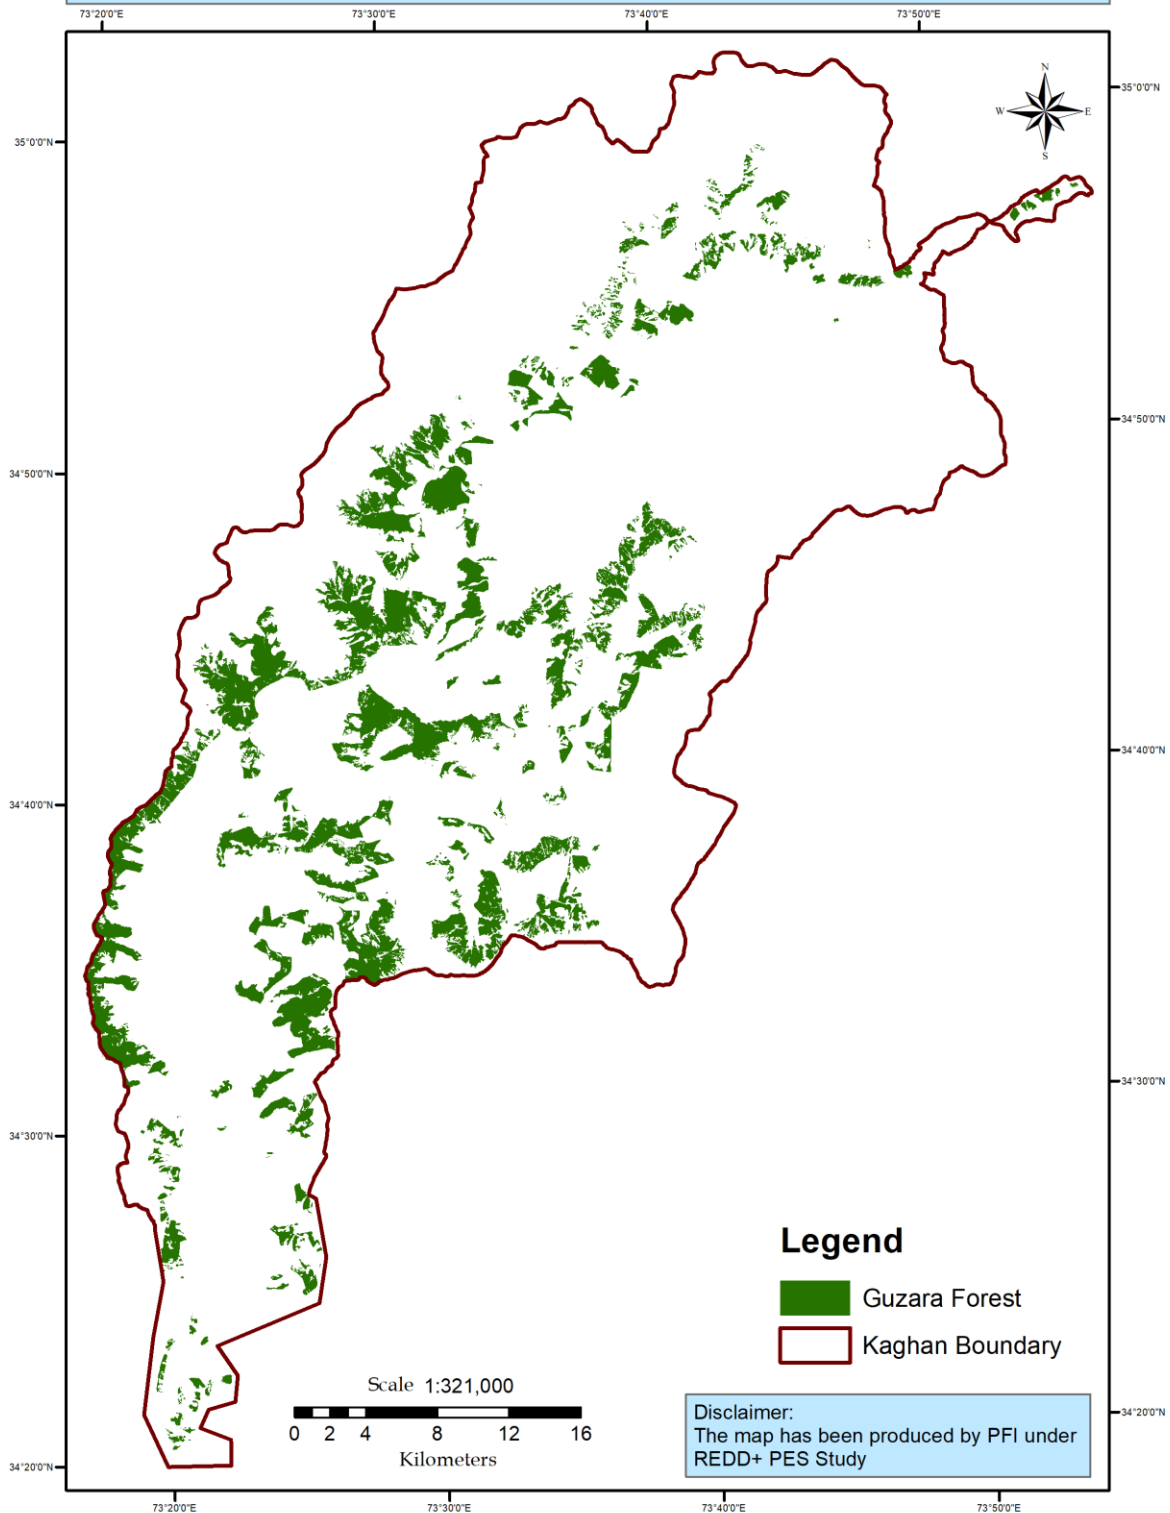 73°20'0"E 73°30'0"E 73°40'0"E 73°50'0"E
N
W E
S
35°0'0"N
35°0'0"N
34°50'0"N
34°50'0"N
34°40'0"N
34°40'0"N
34°30'0"N
34°30'0"N
Legend
Guzara Forest
Kaghan Boundary
Scale 1:321,000
0 2 4 8 12 16
Kilometers
Disclaimer:
The map has been produced by PFI under
REDD+ PES Study
34°20'0"N
34°20'0"N
73°20'0"E 73°30'0"E 73°40'0"E 73°50'0"E